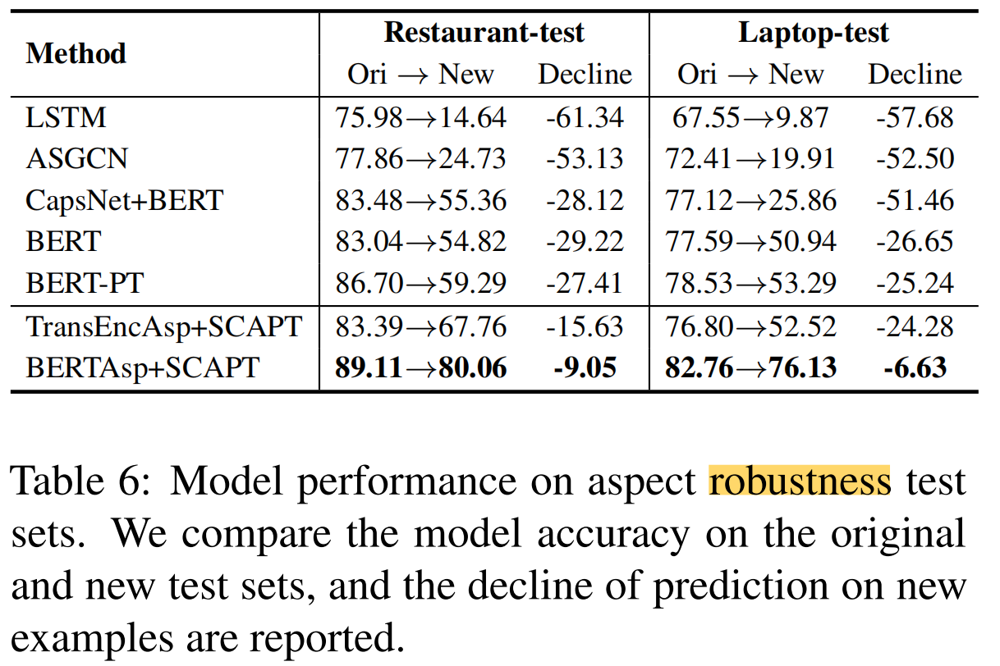 Method Restaurant-test Laptop-test
Ori → New Decline Ori → New Decline
LSTM 75.98→14.64 -61.34 67.55→9.87 -57.68
ASGCN 77.86→24.73 -53.13 72.41→19.91 -52.50
CapsNet+BERT 83.48→55.36 -28.12 77.12→25.86 -51.46
BERT 83.04→54.82 -29.22 77.59→50.94 -26.65
BERT-PT 86.70→59.29 -27.41 78.53→53.29 -25.24
TransEncAsp+SCAPT 83.39→67.76 -15.63 76.80→52.52 -24.28
BERTAsp+SCAPT 89.11→80.06 -9.05 82.76→76.13 -6.63
Table 6: Model performance on aspect robustness test
sets. We compare the model accuracy on the original
and new test sets, and the decline of prediction on new
examples are reported.